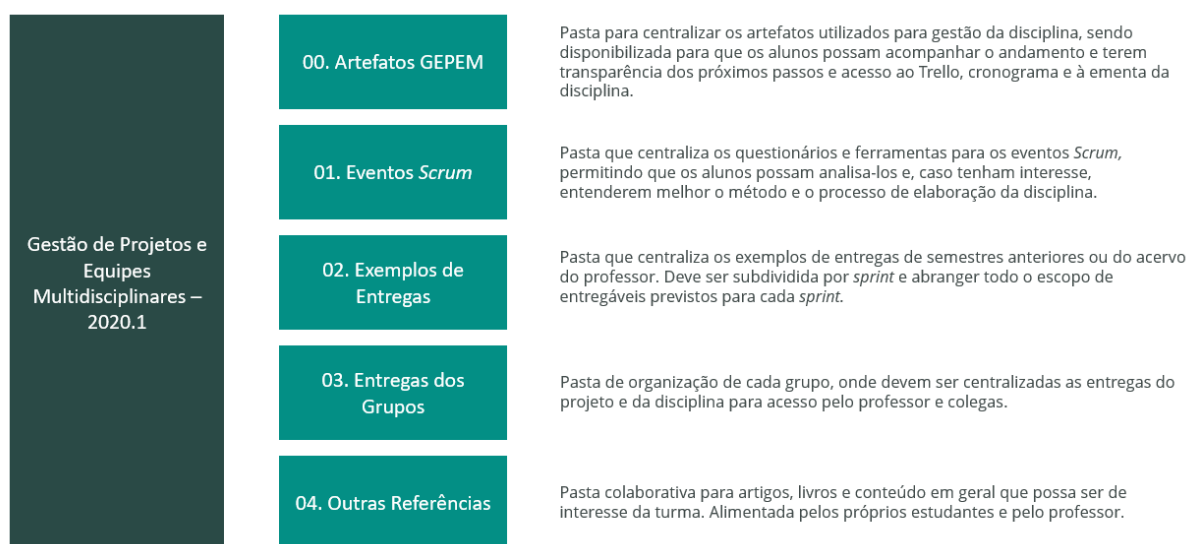 Gestão de Projetos e
Equipes
Multidisciplinares –
2020.1
00. Artefatos GEPEM
Pasta para centralizar os artefatos utilizados para gestão da disciplina, sendo
disponibilizada para que os alunos possam acompanhar o andamento e terem
transparência dos próximos passos e acesso ao Trello, cronograma e à ementa da
disciplina.
01. Eventos Scrum
Pasta que centraliza os questionários e ferramentas para os eventos Scrum,
permitindo que os alunos possam analisa-los e, caso tenham interesse,
entenderem melhor o método e o processo de elaboração da disciplina.
02. Exemplos de
Entregas
Pasta que centraliza os exemplos de entregas de semestres anteriores ou do acervo
do professor. Deve ser subdividida por sprint e abranger todo o escopo de
entregáveis previstos para cada sprint.
03. Entregas dos
Grupos
Pasta de organização de cada grupo, onde devem ser centralizadas as entregas do
projeto e da disciplina para acesso pelo professor e colegas.
04. Outras Referências
Pasta colaborativa para artigos, livros e conteúdo em geral que possa ser de
interesse da turma. Alimentada pelos próprios estudantes e pelo professor.